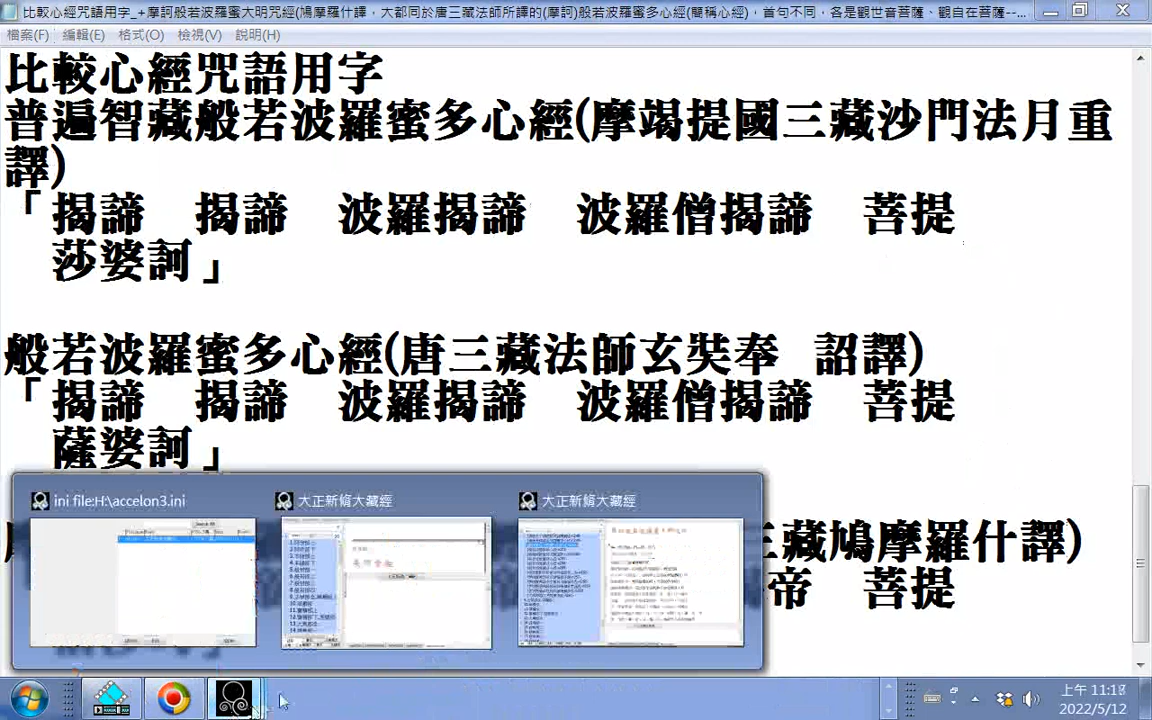 比較心經咒語用字_+摩訶般若波羅蜜大明咒經(鳩摩羅什譯，大都同於唐三藏法師所譯的(摩訶)般若波羅蜜多心經(簡稱心經)，首句不同，各是觀世音菩薩、觀自在菩薩--...
檔案(F) 編輯(E) 格式(O) 檢視(V) 說明(H)
比較心經咒語用字
普遍智藏般若波羅蜜多心經(摩竭提國三藏沙門法月重
譯)
「揭諦　揭諦　波羅揭諦　波羅僧揭諦　菩提
莎婆訶」
般若波羅蜜多心經(唐三藏法師玄奘奉　詔譯)
「揭諦　揭諦　波羅揭諦　波羅僧揭諦　菩提
薩婆訶」
ini file:H:\accelon3.ini 大正新脩大藏經 大正新脩大藏經
三藏鳩摩羅什譯)
帝　菩提
上午 11:18
2022/5/12